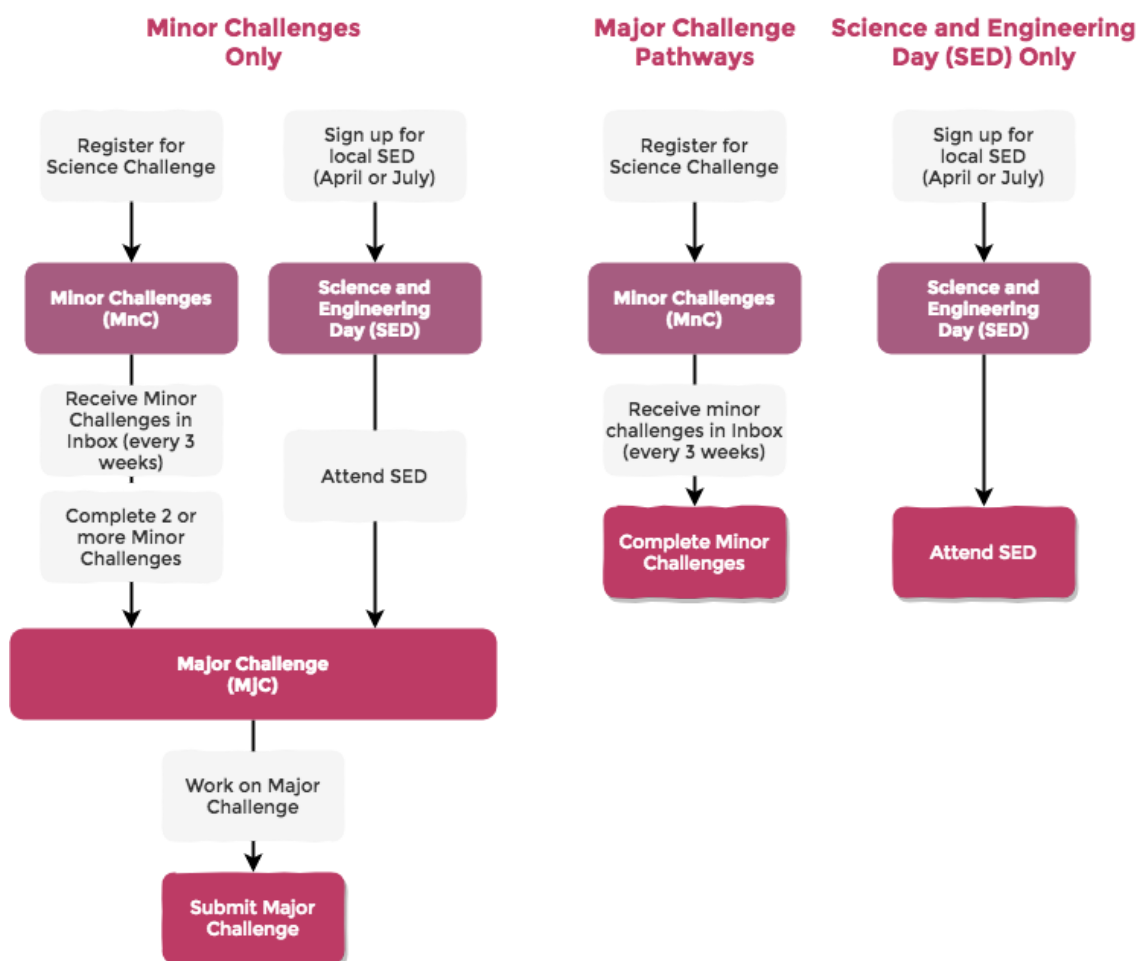 Minor Challenges
Only
Register for
Science Challenge
Minor Challenges
(MnC)
Receive Minor
Challenges in
Inbox (every 3
weeks)
Complete 2 or
more Minor
Challenges
Sign up for
local SED
(April or July)
Science and
Engineering
Day (SED)
Attend SED
Major Challenge
(MjC)
Work on Major
Challenge
Submit Major
Challenge
Major Challenge
Pathways
Register for
Science Challenge
Minor Challenges
(MnC)
Receive minor
challenges in Inbox
(every 3 weeks)
Complete Minor
Challenges
Science and Engineering
Day (SED) Only
Sign up for
local SED
(April or July)
Science and
Engineering
Day (SED)
Attend SED